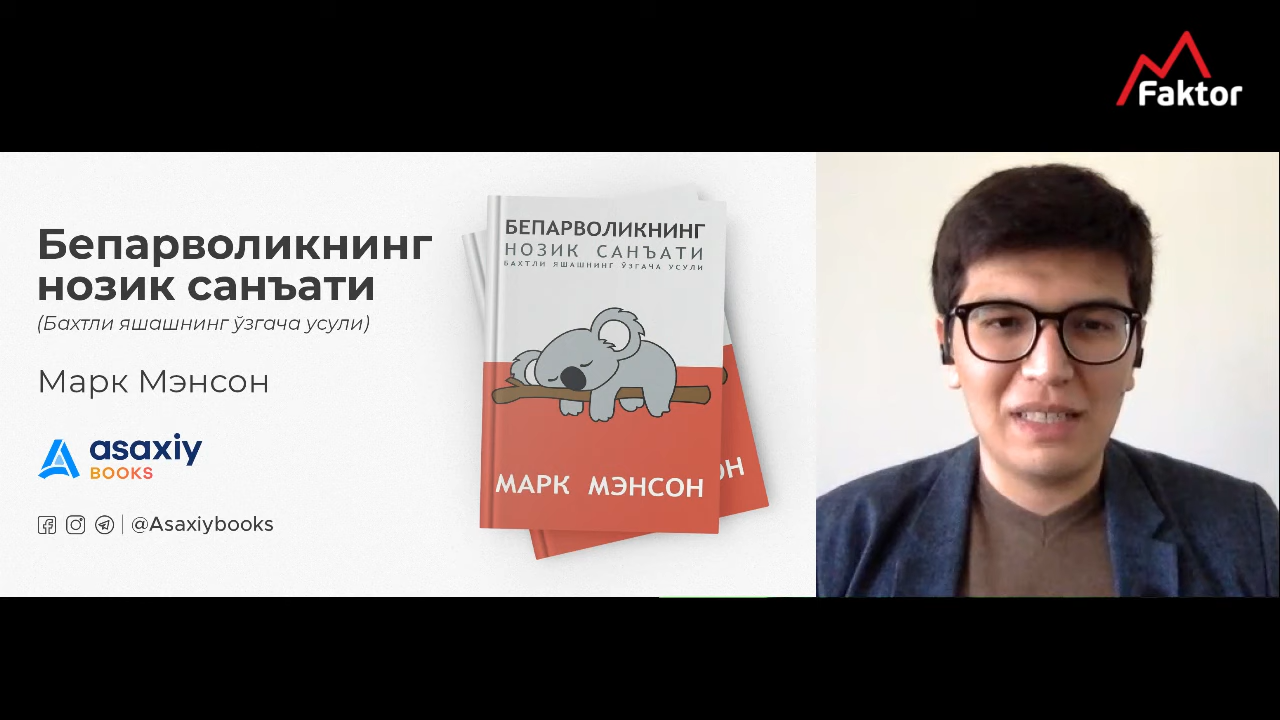 Faktor
Бепарволикнинг
нозик санъати
(Бахтли яшашнинг ўзгача усули)
Марк Мэнсон
asaxiy
BOOKS
@Asaxiybooks
БЕПАРВОЛИКНИНГ
НОЗИК САНЪАТИ
БАХТЛИ ЯШАШНИНГ ЎЗГАЧА УСУЛИ
МАРК МЭНСОН
ОН